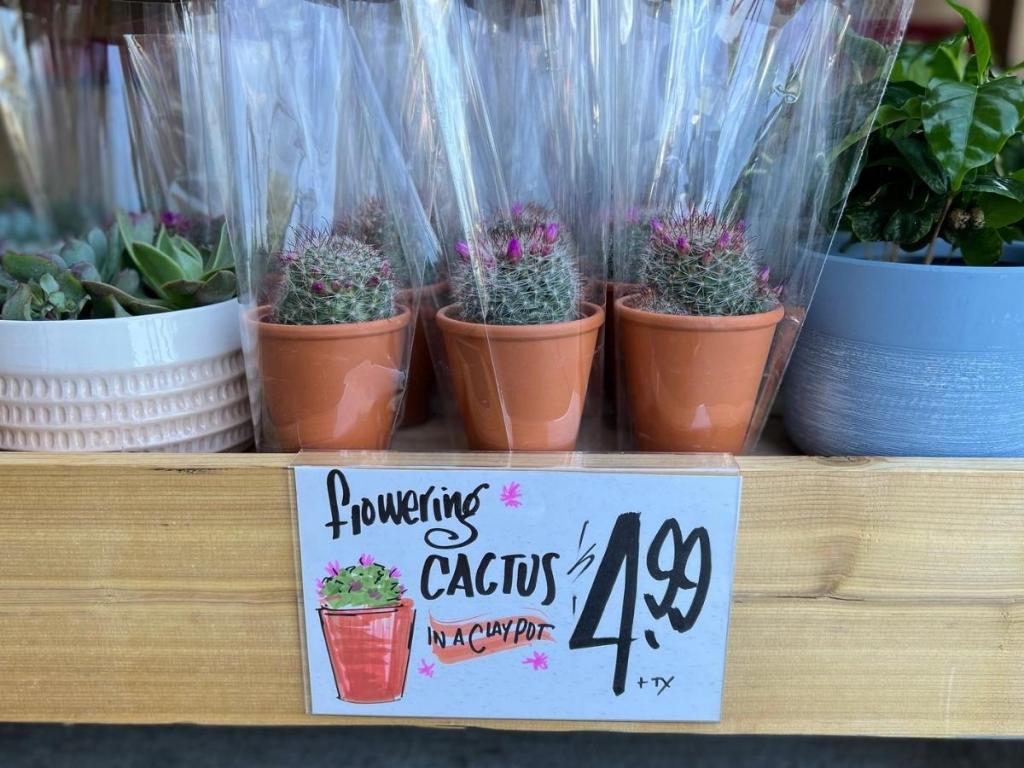 flowering
CACTUS
IN A CLAY POT
$4.99
+ TX